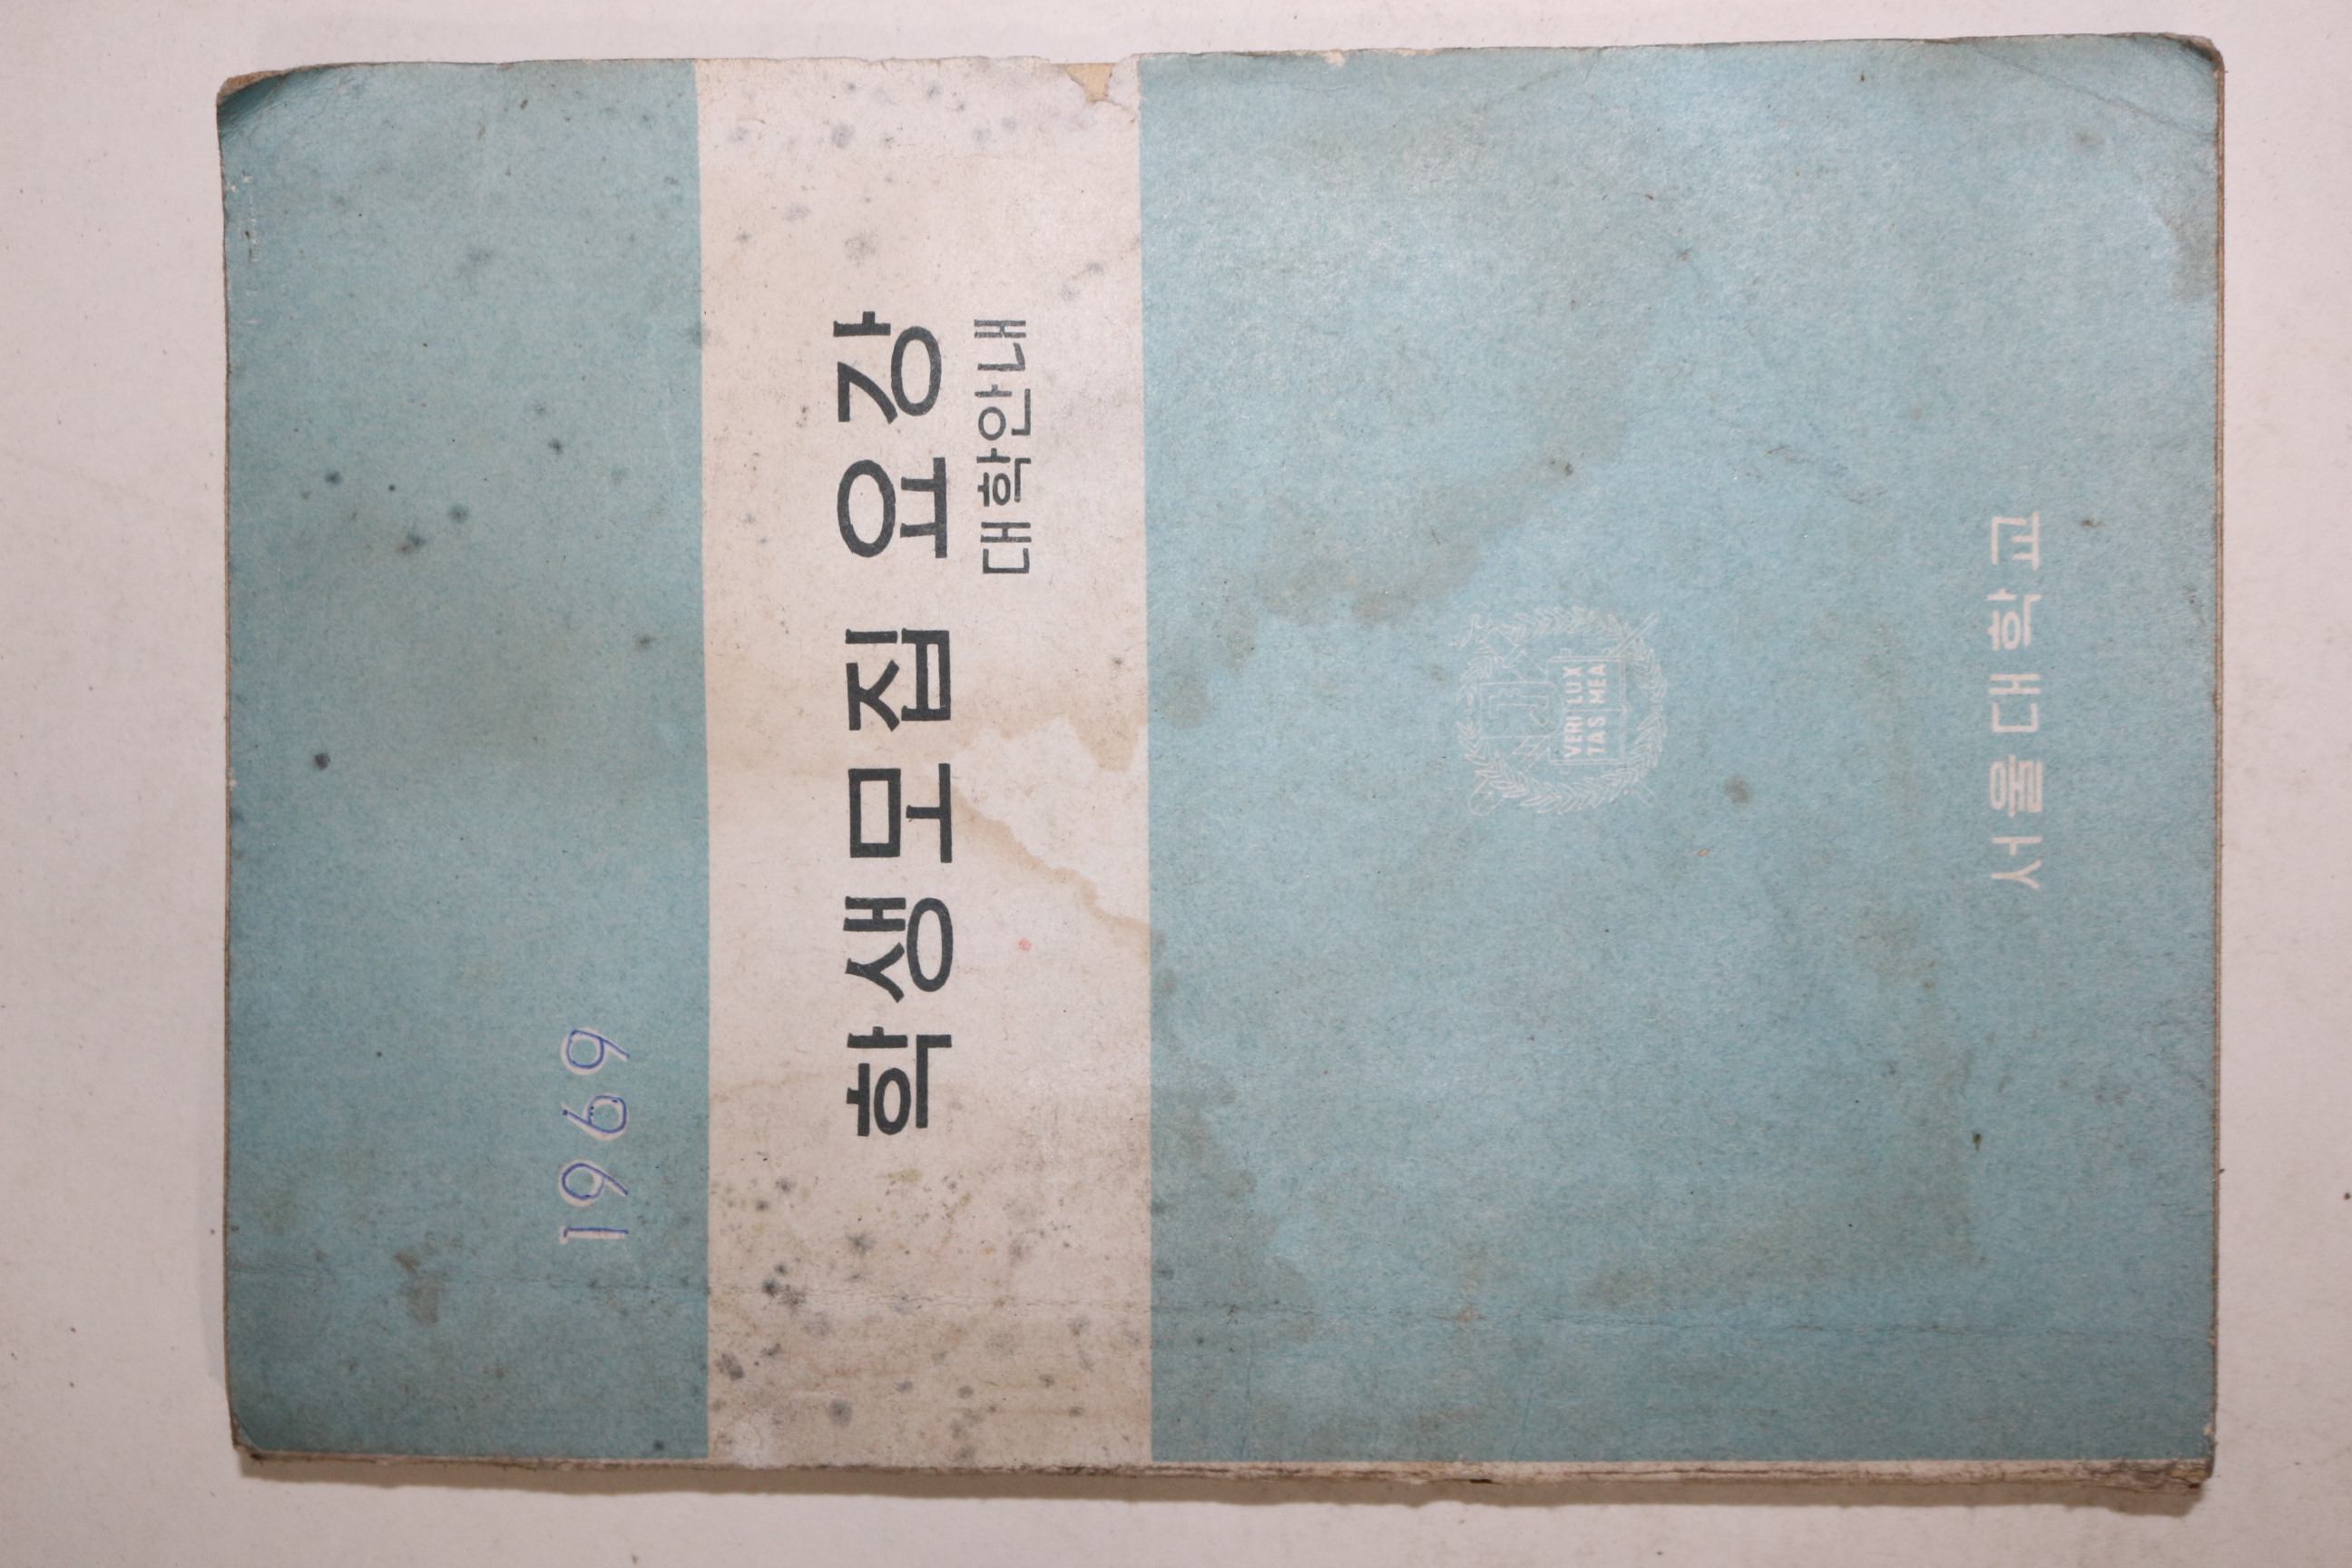 1969
학생모집 요강
대학안내
VERI LUX
TAS MEA
서울대학교